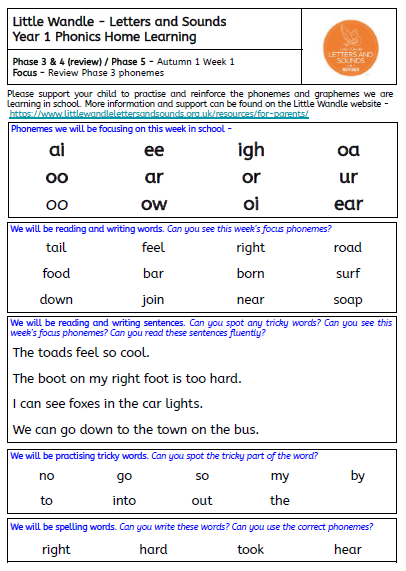 Little Wandle - Letters and Sounds
Year 1 Phonics Home Learning
LETTERS AND
SOUNDS
Phase 3 & 4 (review) / Phase 5 - Autumn 1 Week 1
Focus - Review Phase 3 phonemes
Please support your child to practise and reinforce the phonemes and graphemes we are
learning in school. More information and support can be found on the Little Wandle website -
https://www.littlewandlelettersandsounds.org.uk/resources/for-parents/
Phonemes we will be focusing on this week in school -
ai ee igh oa
oo ar or ur
oo ow oi ear
We will be reading and writing words. Can you see this week's focus phonemes?
tail feel right road
food bar born surf
down join near soap
We will be reading and writing sentences. Can you spot any tricky words? Can you see this
week's focus phonemes? Can you read these sentences fluently?
The toads feel so cool.
The boot on my right foot is too hard.
I can see foxes in the car lights.
We can go down to the town on the bus.
We will be practising tricky words. Can you spot the tricky part of the word?
no go so my by
to into out the
We will be spelling words. Can you write these words? Can you use the correct phonemes?
right hard took hear